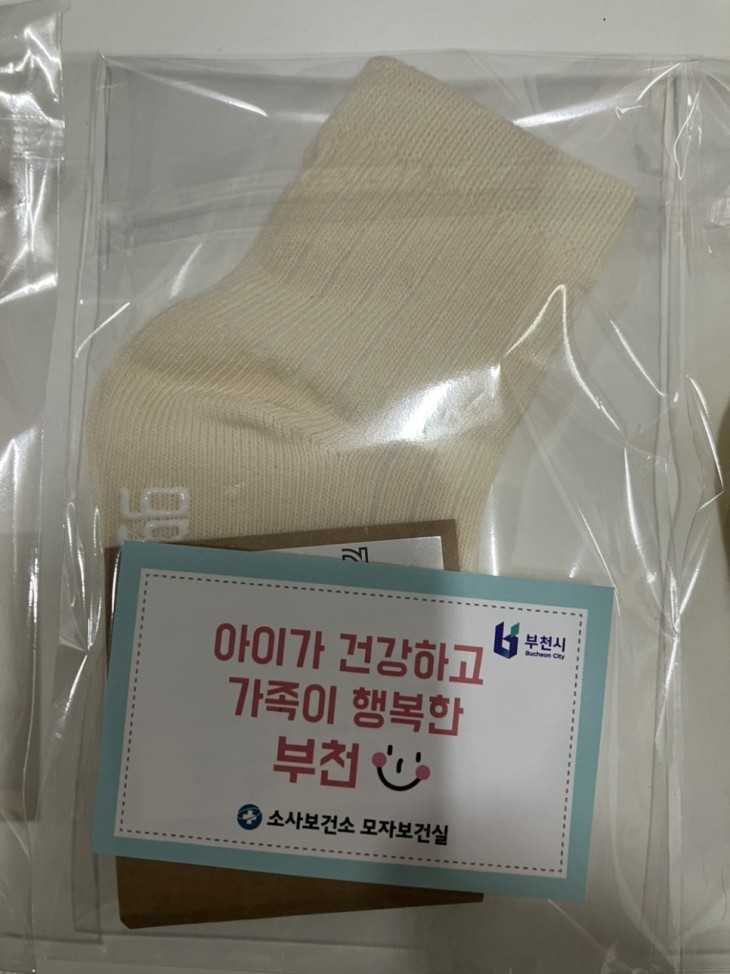 아이가 건강하고
가족이 행복한
부천
부천시
Bucheon City
소사보건소 모자보건실